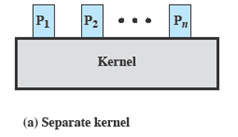 P1 P2 ••• Pn
Kernel
(a) Separate kernel